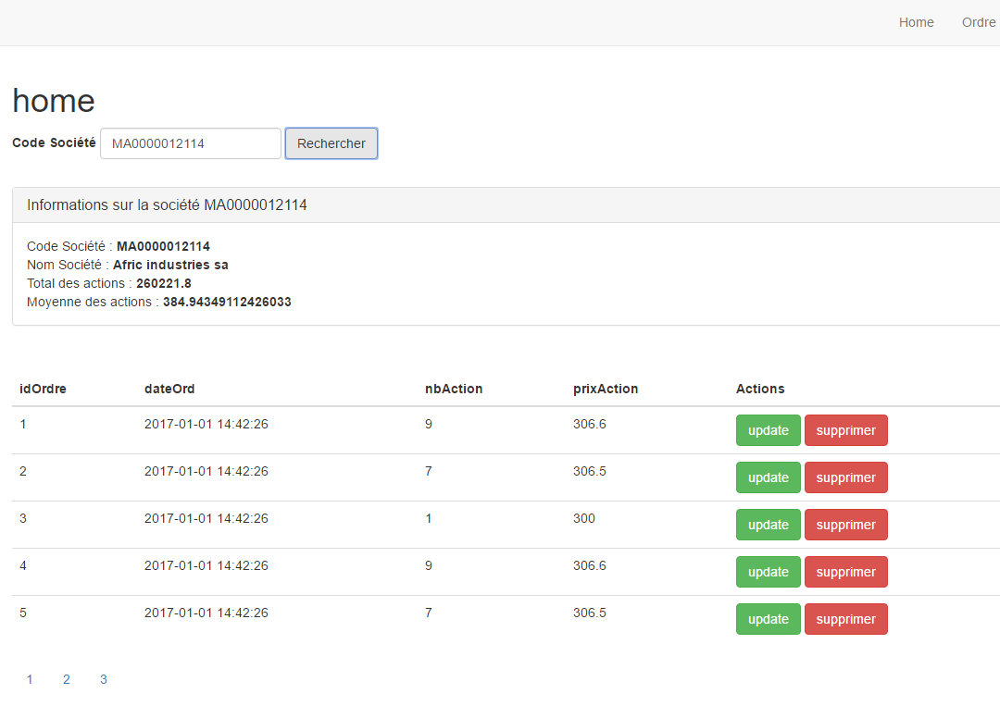 Home Ordre
home
Code Société MA0000012114 Rechercher
Informations sur la société MA0000012114
Code Société : MA0000012114
Nom Société : Afric industries sa
Total des actions : 260221.8
Moyenne des actions : 384.94349112426033
idOrdre dateOrd nbAction prixAction Actions
1 2017-01-01 14:42:26 9 306.6 update supprimer
2 2017-01-01 14:42:26 7 306.5 update supprimer
3 2017-01-01 14:42:26 1 300 update supprimer
4 2017-01-01 14:42:26 9 306.6 update supprimer
5 2017-01-01 14:42:26 7 306.5 update supprimer
1 2 3